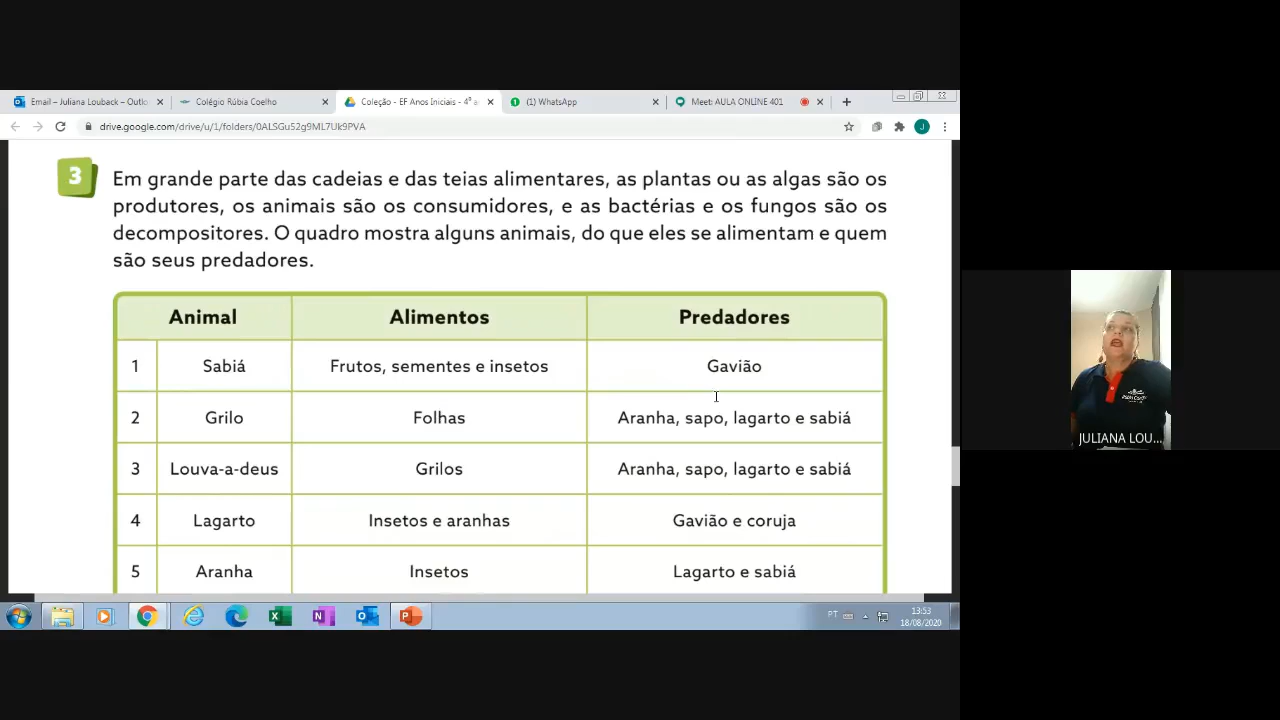 Email – Juliana Louback – Outlo
Colégio Rúbia Coelho
Coleção - EF Anos Iniciais - 4º a
(1) WhatsApp
Meet: AULA ONLINE 401
drive.google.com/drive/u/1/folders/0ALSGu52g9ML7Uk9PVA
J
3
Em grande parte das cadeias e das teias alimentares, as plantas ou as algas são os
produtores, os animais são os consumidores, e as bactérias e os fungos são os
decompositores. O quadro mostra alguns animais, do que eles se alimentam e quem
são seus predadores.
Animal Alimentos Predadores
1 Sabiá Frutos, sementes e insetos Gavião
2 Grilo Folhas Aranha, sapo, lagarto e sabiá
3 Louva-a-deus Grilos Aranha, sapo, lagarto e sabiá
4 Lagarto Insetos e aranhas Gavião e coruja
5 Aranha Insetos Lagarto e sabiá
JULIANA LOU...
PT
13:53
18/08/2020